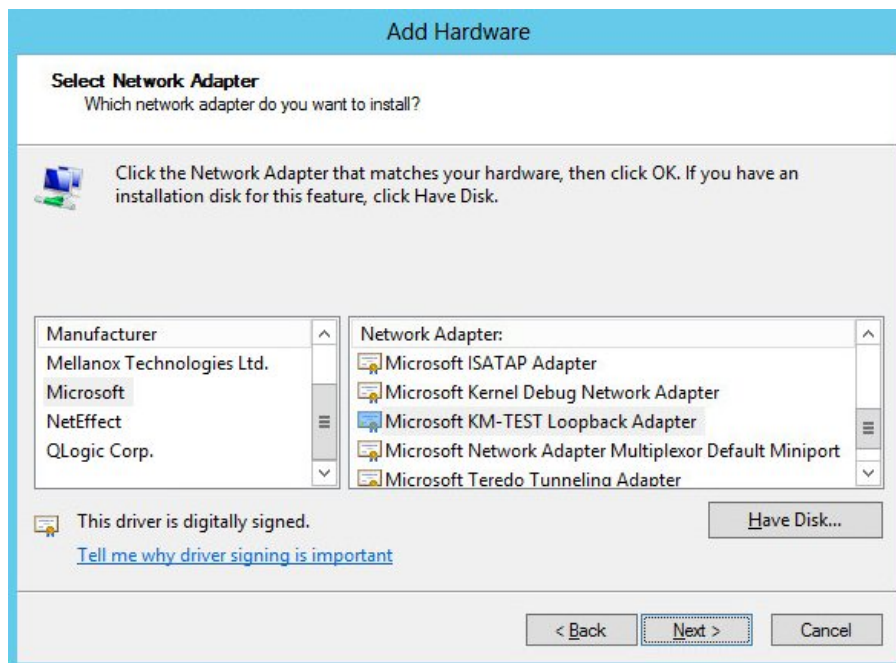 Add Hardware
Select Network Adapter
Which network adapter do you want to install?
Click the Network Adapter that matches your hardware, then click OK. If you have an
installation disk for this feature, click Have Disk.
Manufacturer
Mellanox Technologies Ltd.
Microsoft
NetEffect
QLogic Corp.
Network Adapter:
Microsoft ISATAP Adapter
Microsoft Kernel Debug Network Adapter
Microsoft KM-TEST Loopback Adapter
Microsoft Network Adapter Multiplexor Default Miniport
Microsoft Teredo Tunneling Adapter
This driver is digitally signed.
Tell me why driver signing is important
Have Disk...
< Back
Next >
Cancel